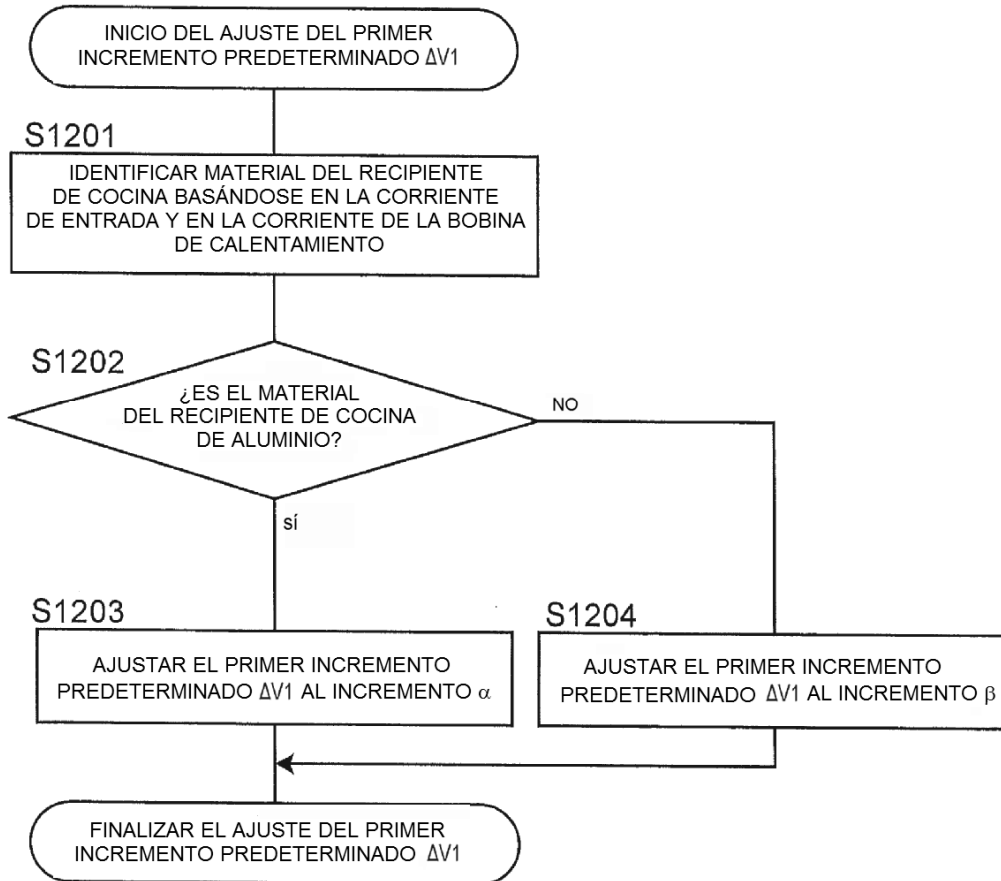 INICIO DEL AJUSTE DEL PRIMER
INCREMENTO PREDETERMINADO ΔV1
S1201
IDENTIFICAR MATERIAL DEL RECIPIENTE
DE COCINA BASÁNDOSE EN LA CORRIENTE
DE ENTRADA Y EN LA CORRIENTE DE LA BOBINA
DE CALENTAMIENTO
S1202
¿ES EL MATERIAL
DEL RECIPIENTE DE COCINA
DE ALUMINIO?
NO
SÍ
S1203
AJUSTAR EL PRIMER INCREMENTO
PREDETERMINADO ΔV1 AL INCREMENTO α
S1204
AJUSTAR EL PRIMER INCREMENTO
PREDETERMINADO ΔV1 AL INCREMENTO β
FINALIZAR EL AJUSTE DEL PRIMER
INCREMENTO PREDETERMINADO ΔV1